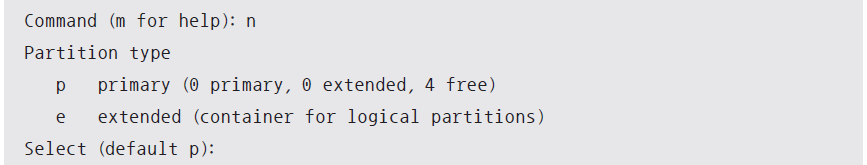 Command (m for help): n
Partition type
   p   primary (0 primary, 0 extended, 4 free)
   e   extended (container for logical partitions)
Select (default p):